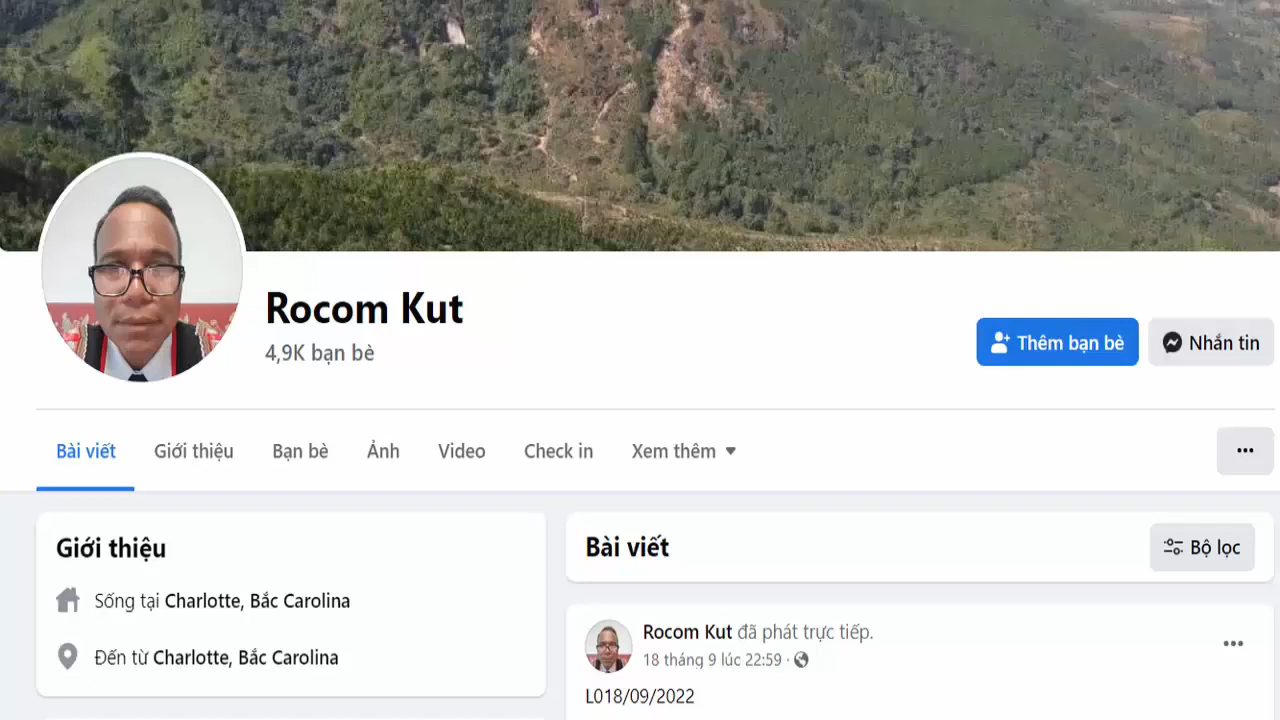 Rocom Kut
4,9K bạn bè
Thêm bạn bè
Nhắn tin
Bài viết
Giới thiệu
Bạn bè
Ảnh
Video
Check in
Xem thêm
Giới thiệu
Sống tại Charlotte, Bắc Carolina
Đến từ Charlotte, Bắc Carolina
Bài viết
Bộ lọc
Rocom Kut đã phát trực tiếp.
18 tháng 9 lúc 22:59 ·
L018/09/2022